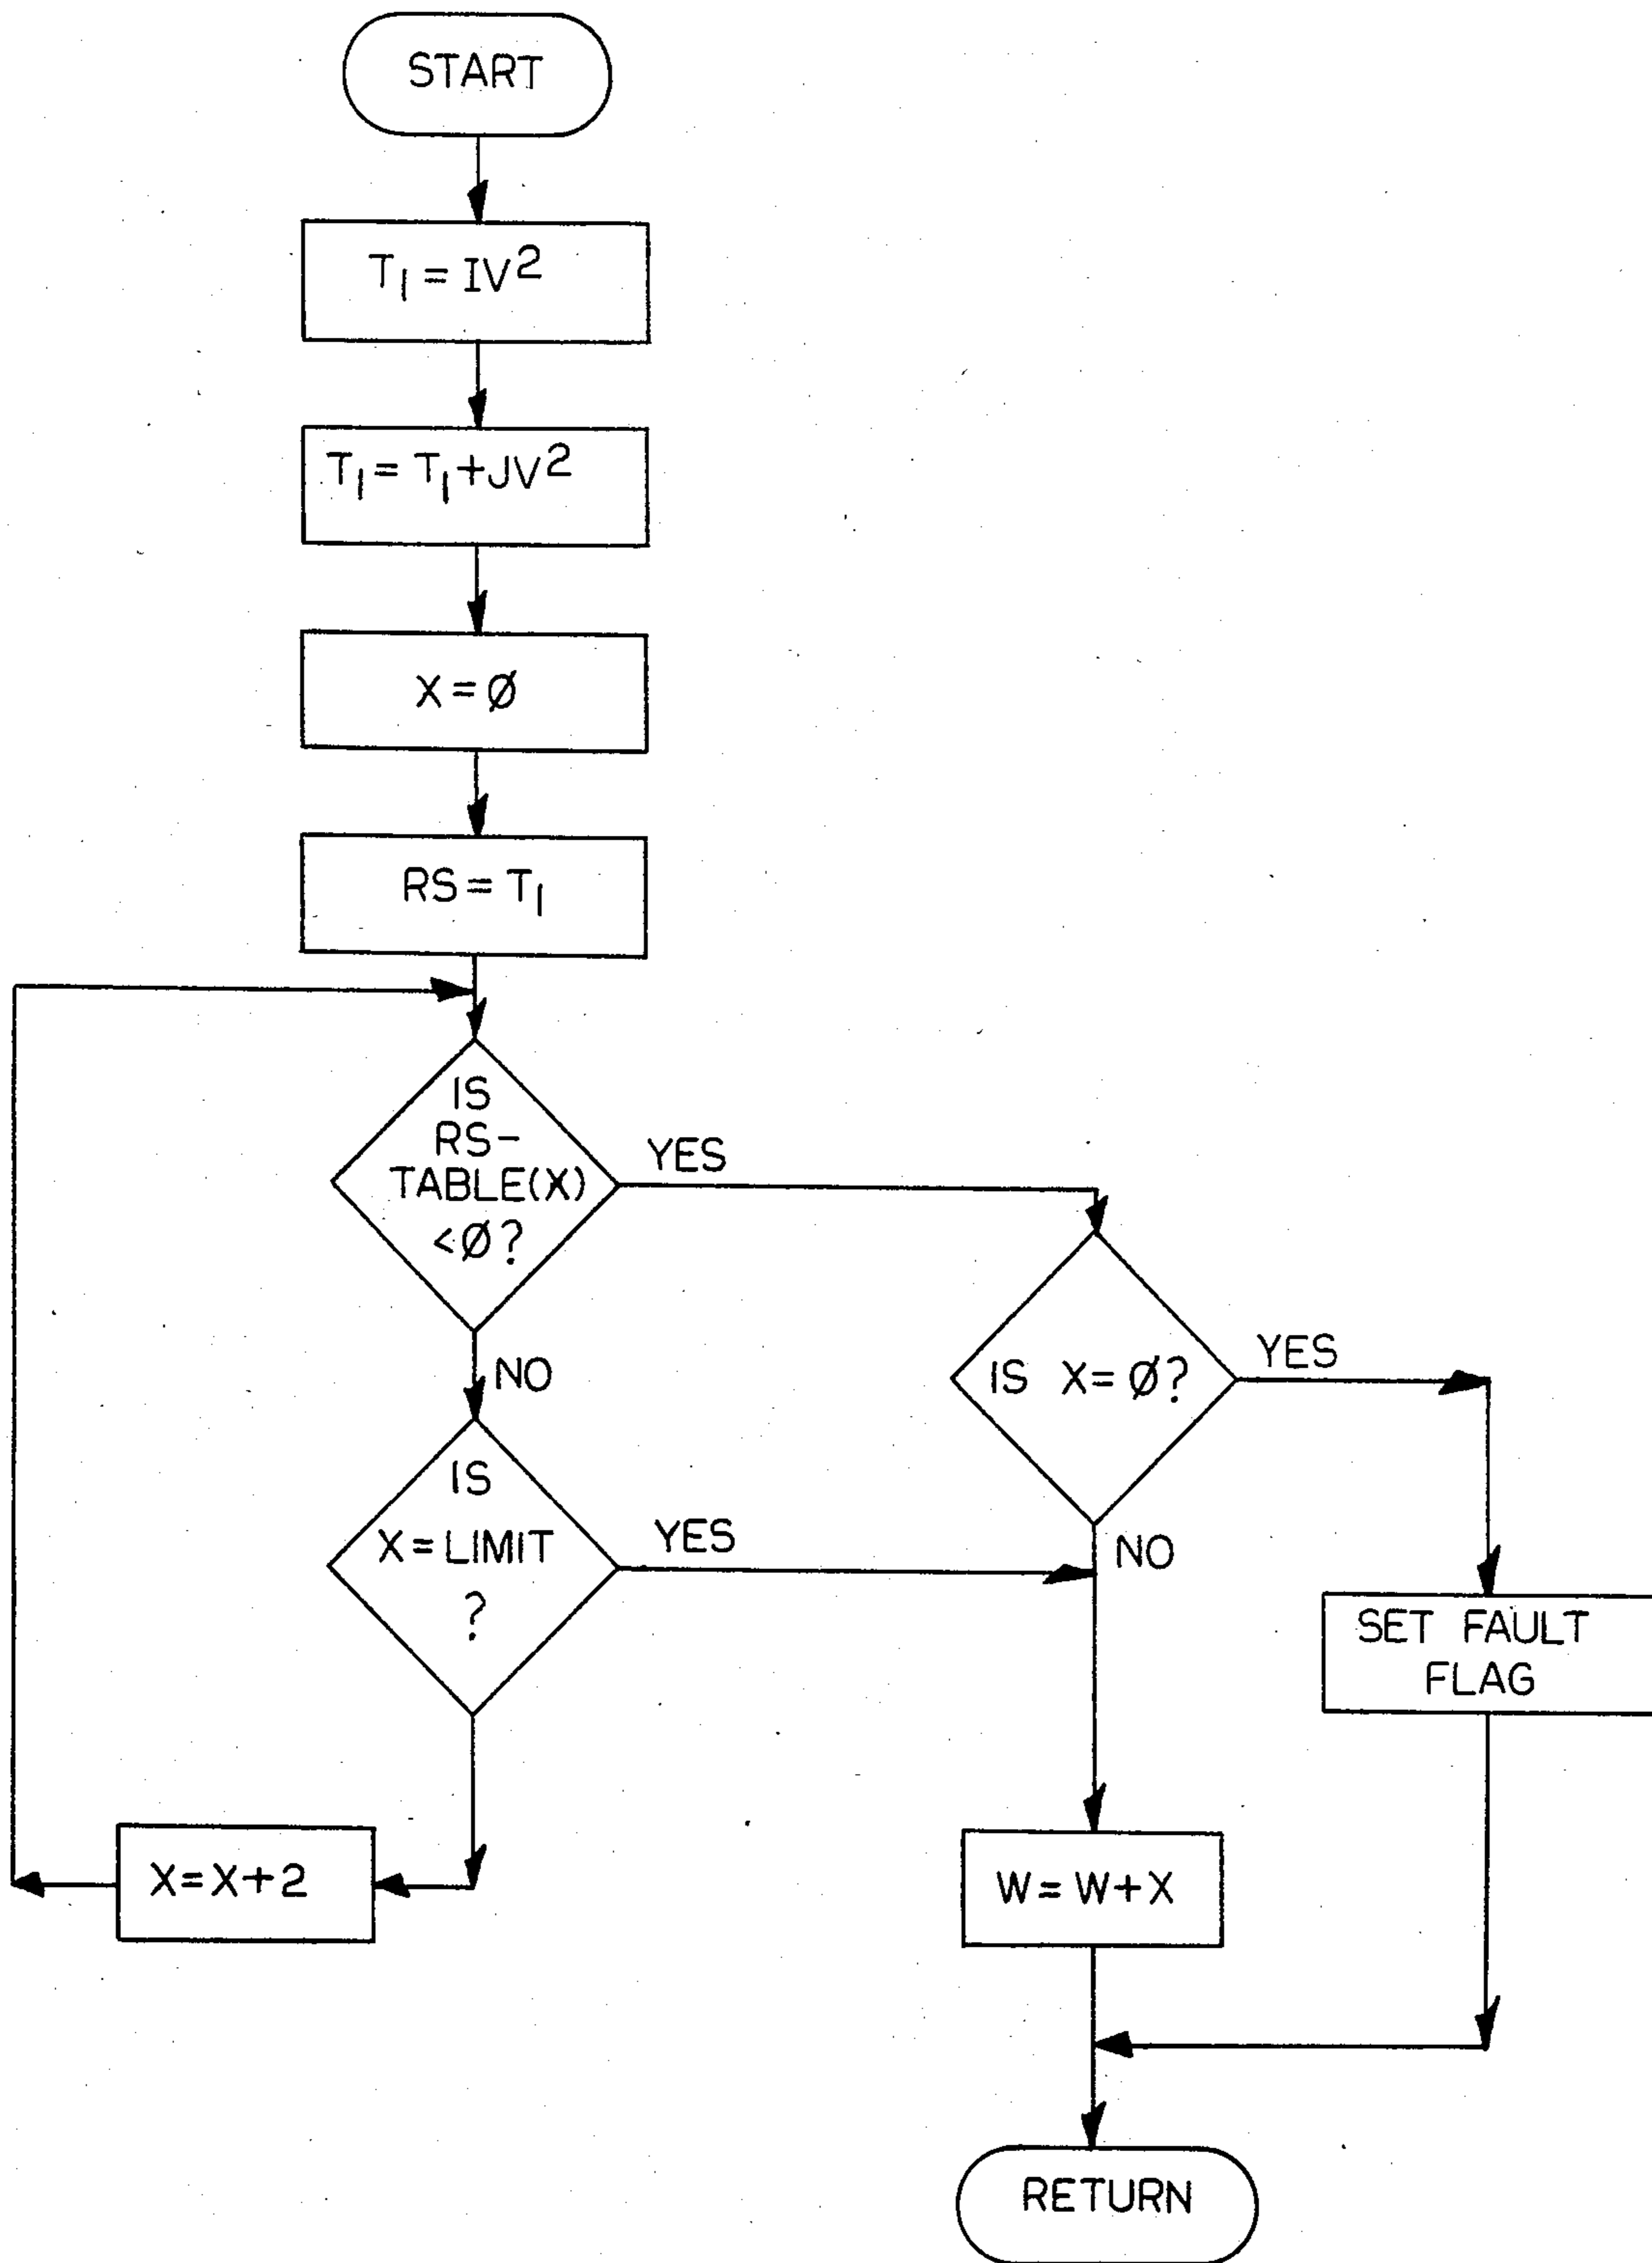 START
T₁ = IV²
T₁ = T₁+JV²
X = Ø
RS = T₁
IS
RS-
TABLE(X)
<Ø?
YES
NO
IS X=Ø?
YES
NO
IS
X=LIMIT
?
YES
SET FAULT
FLAG
X=X+2
W=W+X
RETURN